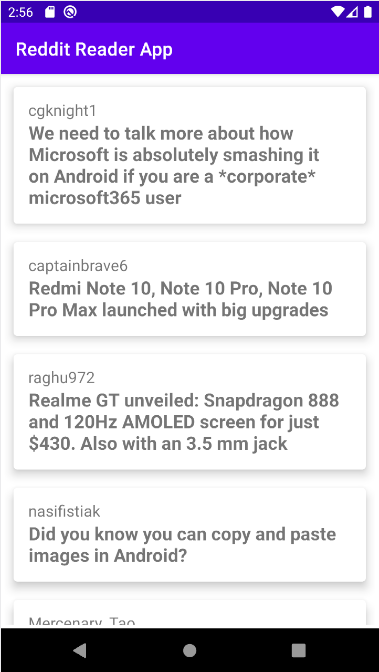 2:56
Reddit Reader App
cgknight1
We need to talk more about how
Microsoft is absolutely smashing it
on Android if you are a *corporate*
microsoft365 user
captainbrave6
Redmi Note 10, Note 10 Pro, Note 10
Pro Max launched with big upgrades
raghu972
Realme GT unveiled: Snapdragon 888
and 120Hz AMOLED screen for just
$430. Also with an 3.5 mm jack
nasifistiak
Did you know you can copy and paste
images in Android?
Mercenary_Tao